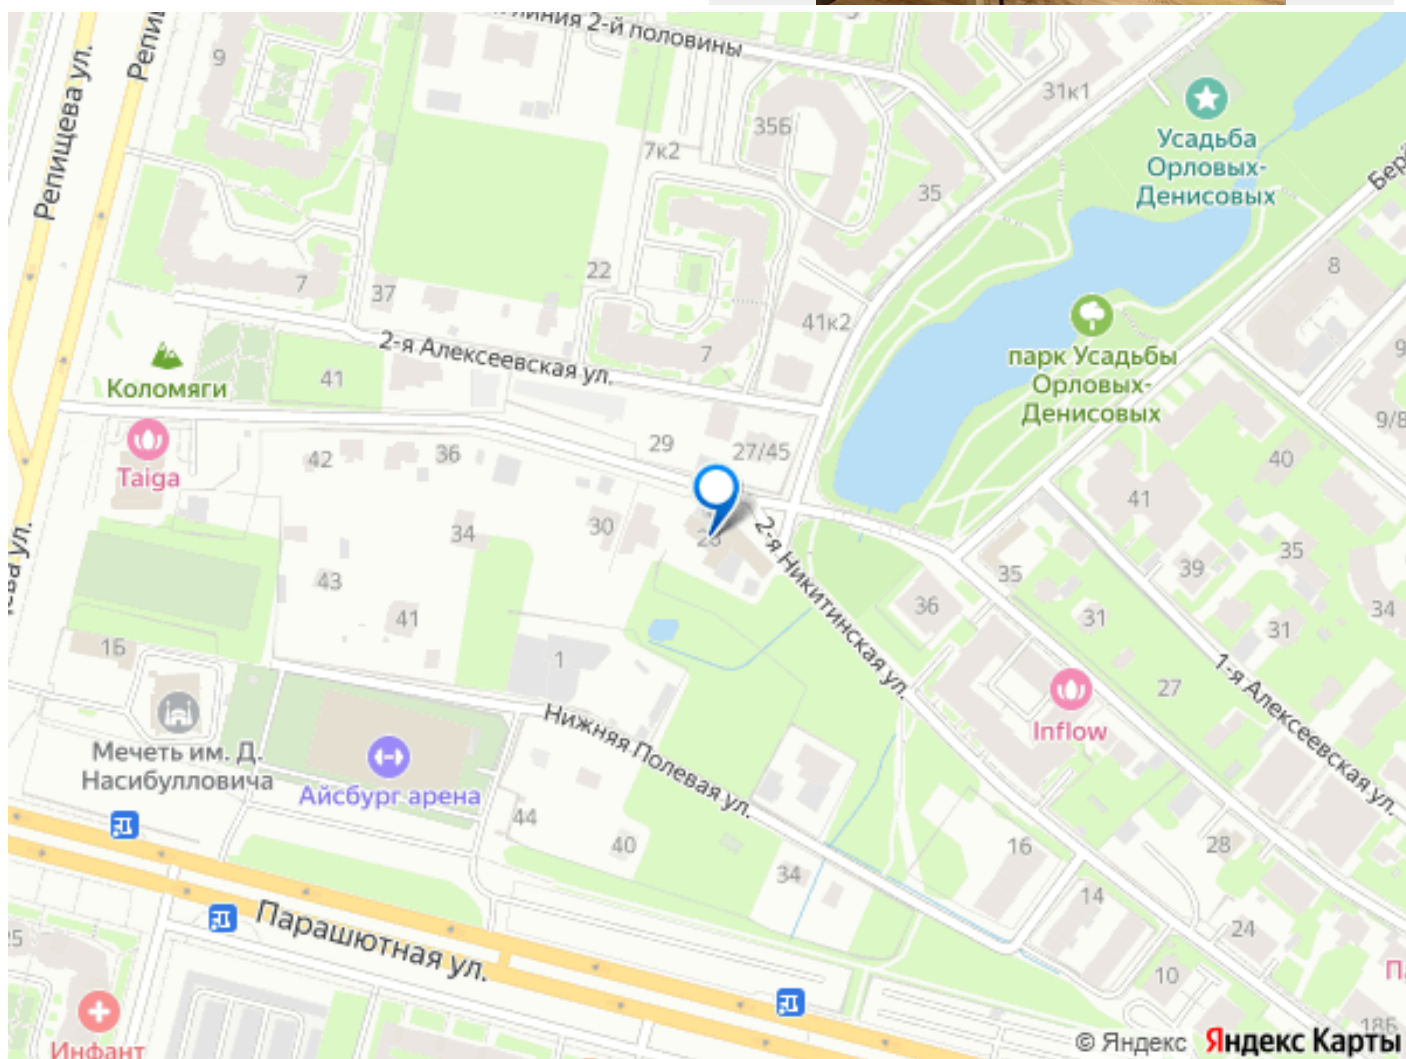 линия 2-й половины
Репищева ул.
9
31к1
35Б
7к2
35
Усадьба
Орловых-
Денисовых
22
7
37
41к2
8
парк Усадьбы
Орловых-
Денисовых
2-я Алексеевская ул.
7
Коломяги
41
9/8
Taiga
42
36
29
27/45
40
41
34
30
2-я Никитинская ул.
35
39
35
43
41
36
31
31
34
1Б
1
27
1-я Алексеевская ул.
Мечеть им. Д.
Насибулловича
Айсбург арена
Нижняя Полевая ул.
Inflow
44
40
34
16
28
14
24
10
Парашютная ул.
25
Инфант
18Б
© Яндекс Яндекс Карты